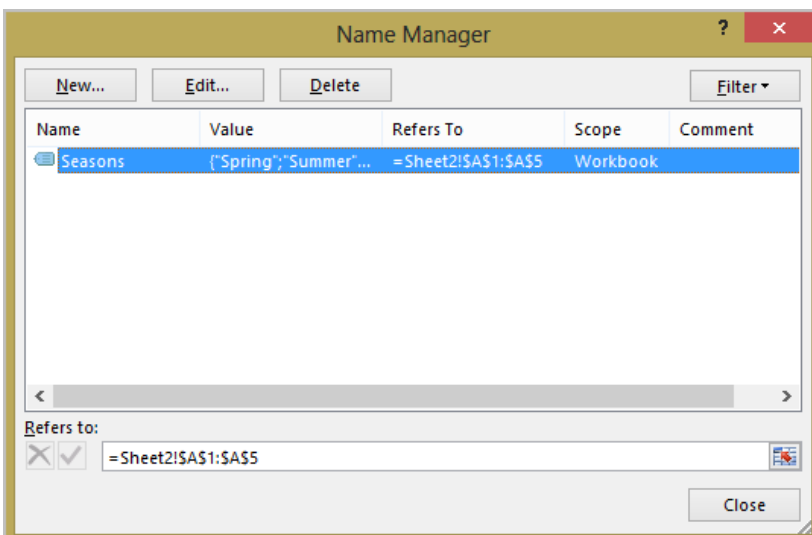 Name Manager ? ×
New... Edit... Delete Filter
Name Value Refers To Scope Comment
Seasons {"Spring";"Summer"... =Sheet2!$A$1:$A$5 Workbook
Refers to:
=Sheet2!$A$1:$A$5
Close